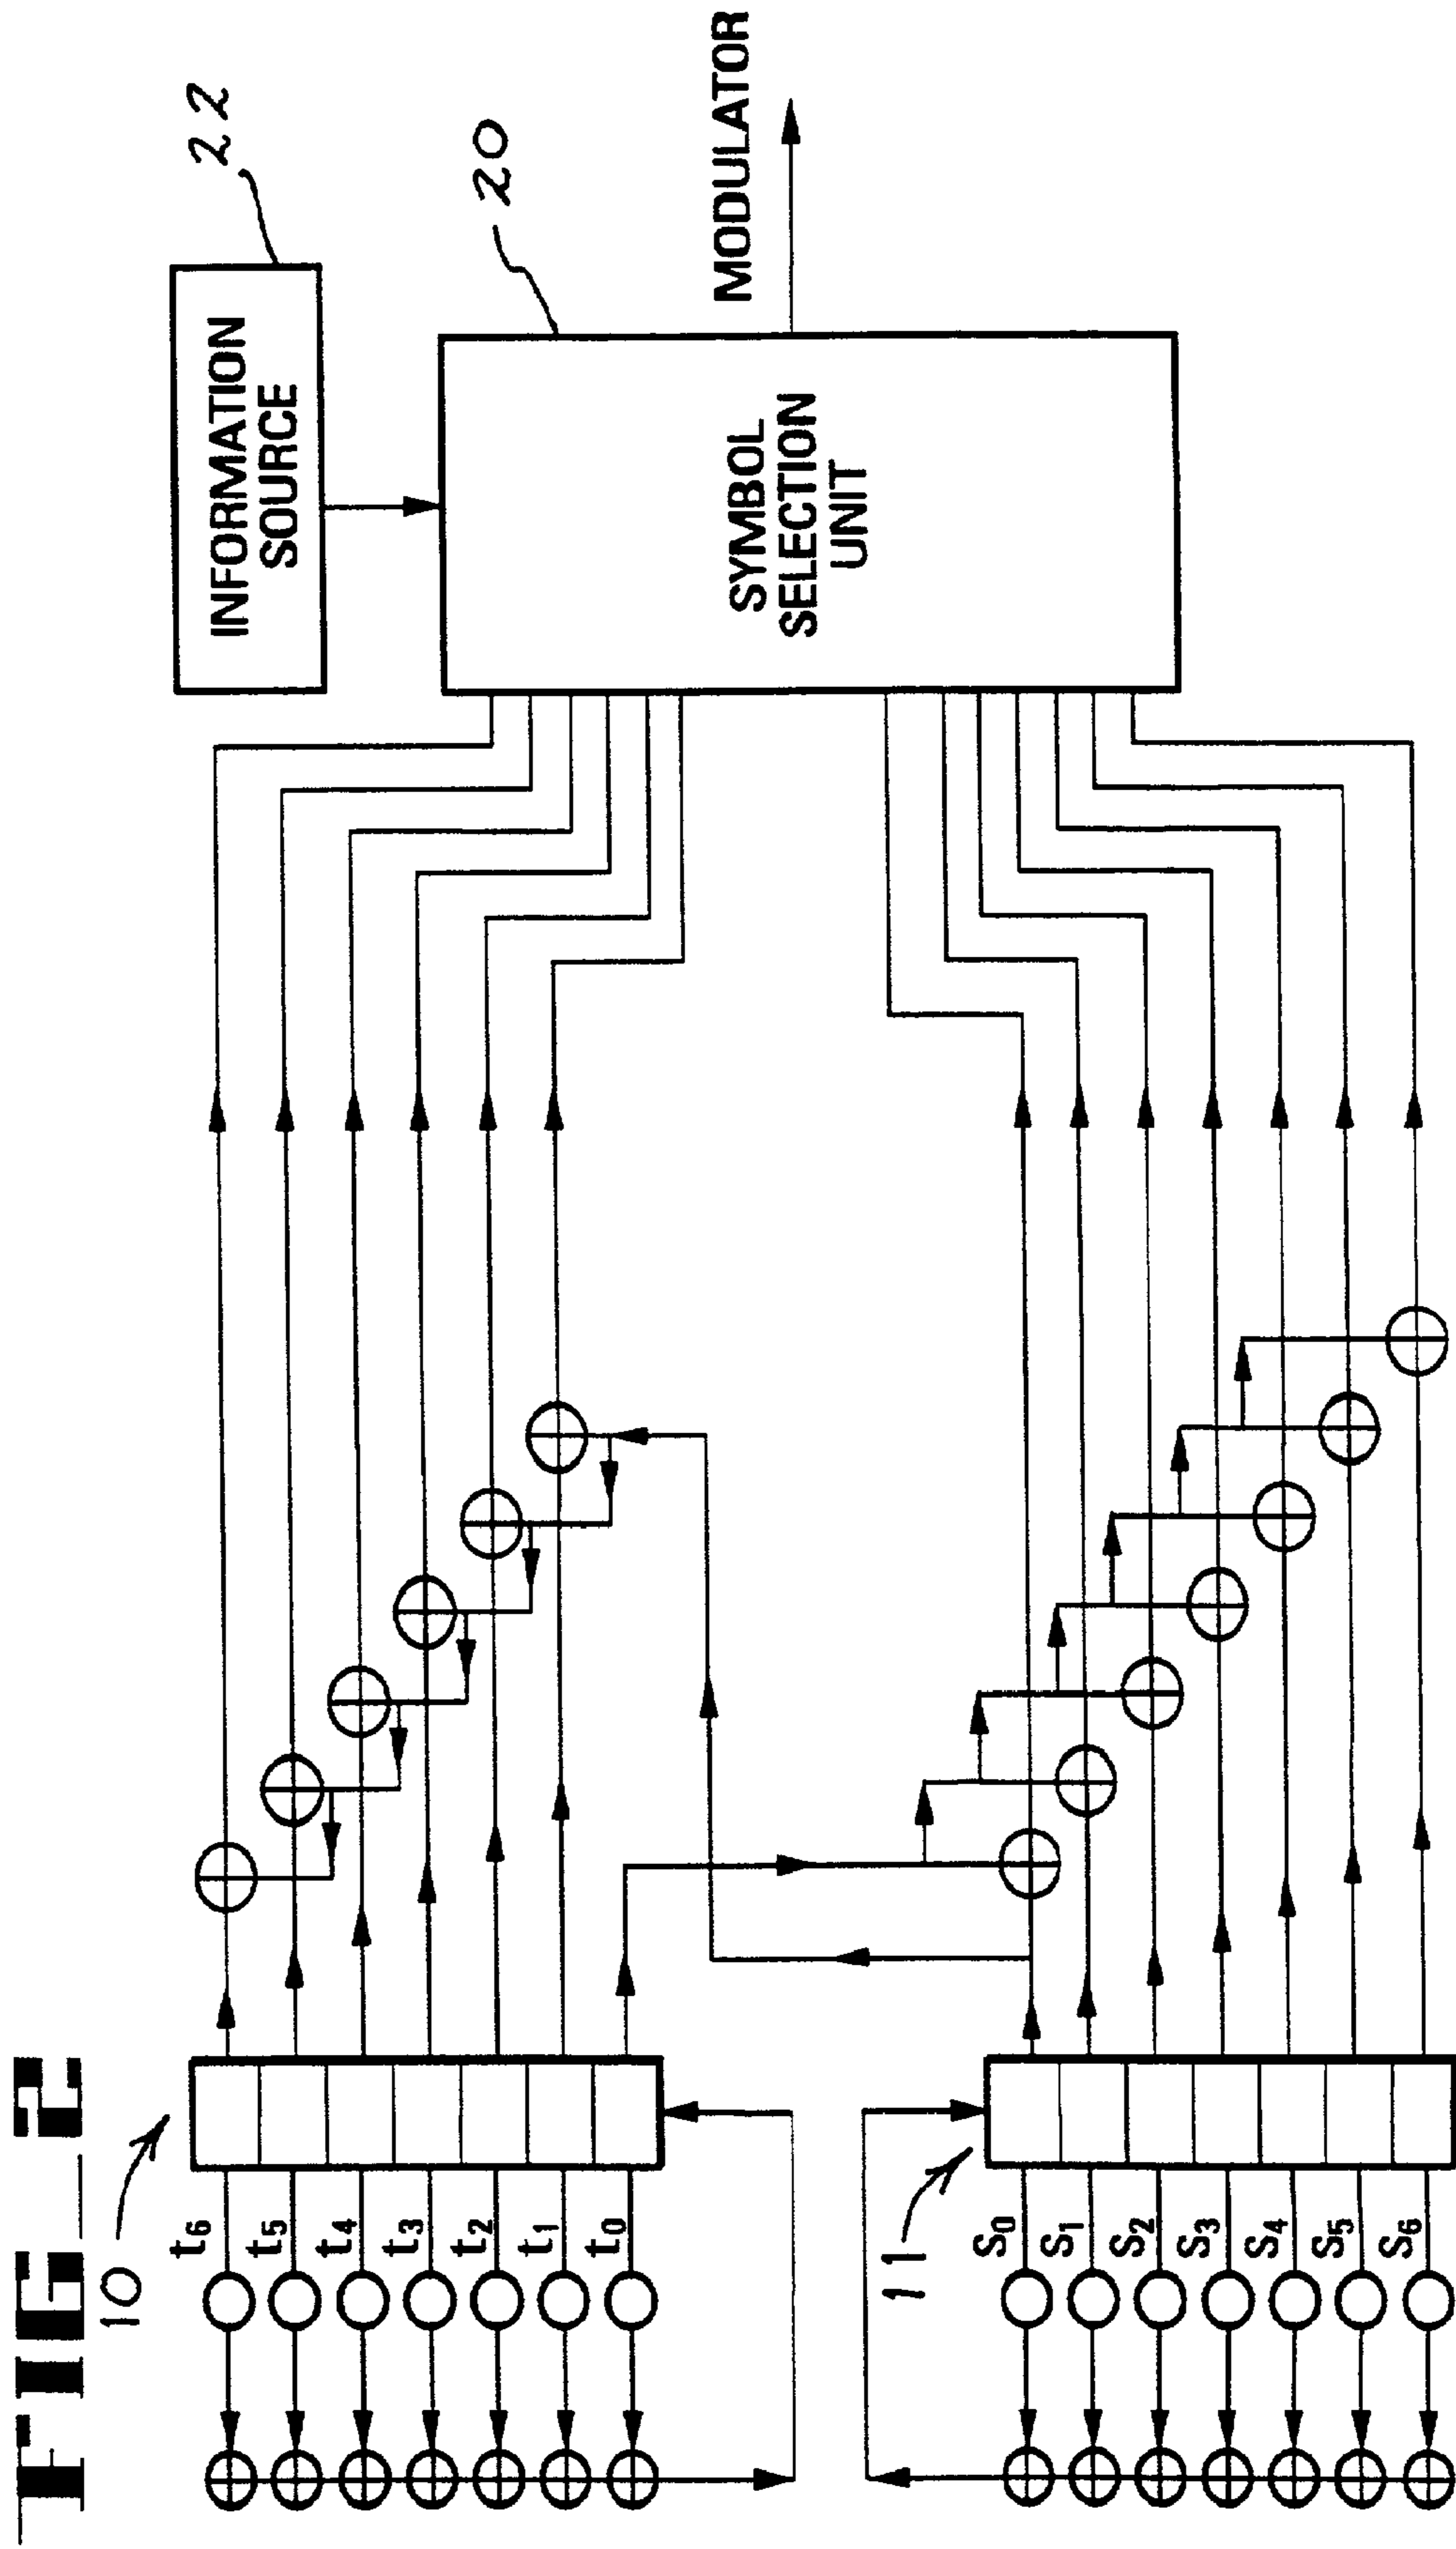 FIG_2
10
t6
t5
t4
t3
t2
t1
t0
11
S0
S1
S2
S3
S4
S5
S6
INFORMATION
SOURCE
22
SYMBOL
SELECTION
UNIT
20
MODULATOR